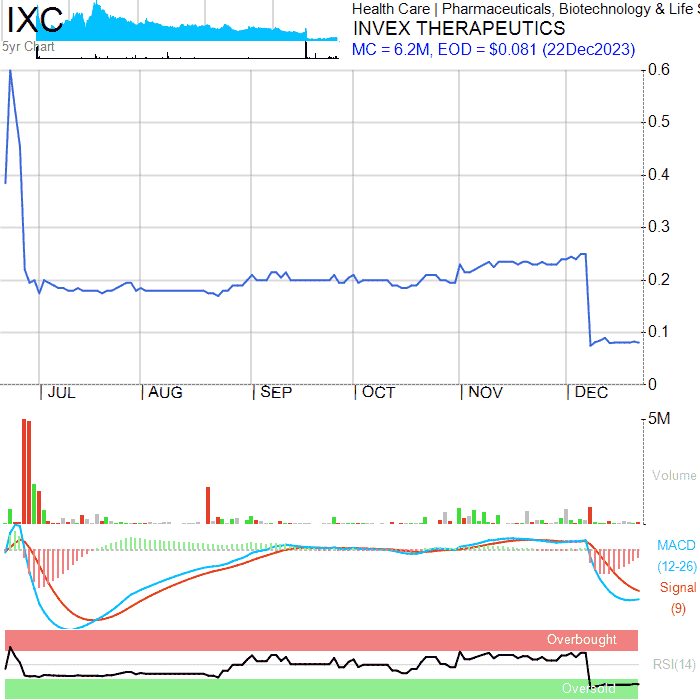 IXC
5yr Chart
Health Care | Pharmaceuticals, Biotechnology & Life S
INVEX THERAPEUTICS
MC = 6.2M, EOD = $0.081 (22Dec2023)
0.6
0.5
0.4
0.3
0.2
0.1
0
JUL AUG SEP OCT NOV DEC
5M
Volume
MACD
(12-26)
Signal
(9)
Overbought
RSI(14)
Oversold